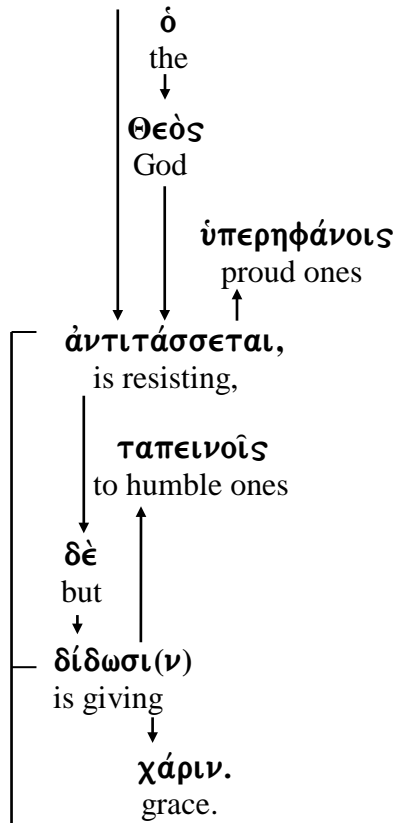 ὁ
the
Θεὸς
God
ὑπερηφάνοις
proud ones
ἀντιτάσσεται,
is resisting,
ταπεινοῖς
to humble ones
δὲ
but
δίδωσι(ν)
is giving
χάριν.
grace.